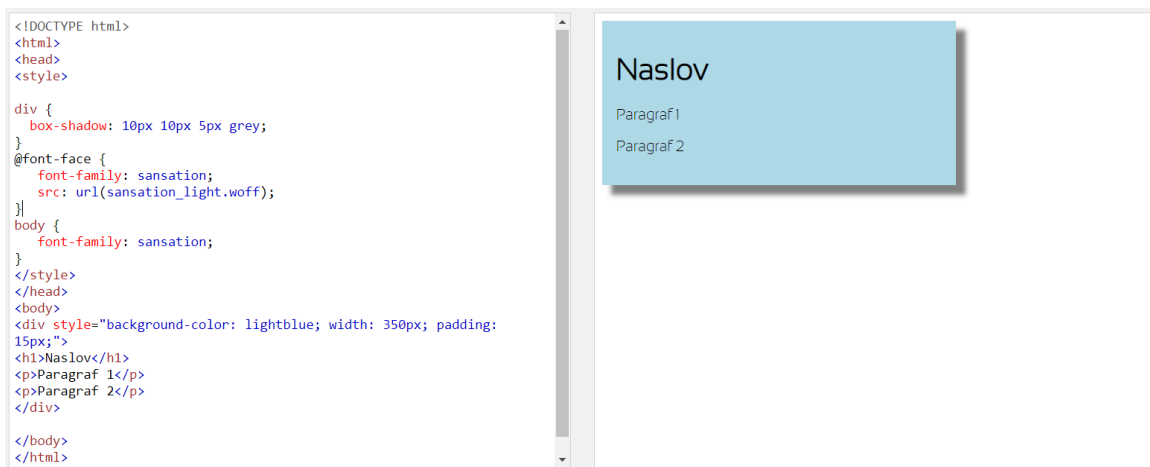 <!DOCTYPE html>
<html>
<head>
<style>
div {
box-shadow: 10px 10px 5px grey;
}
@font-face {
font-family: sansation;
src: url(sansation_light.woff);
}
body {
font-family: sansation;
}
</style>
</head>
<body>
<div style="background-color: lightblue; width: 350px; padding:
15px;">
<h1>Naslov</h1>
<p>Paragraf 1</p>
<p>Paragraf 2</p>
</div>
</body>
</html>
Naslov
Paragraf 1
Paragraf 2